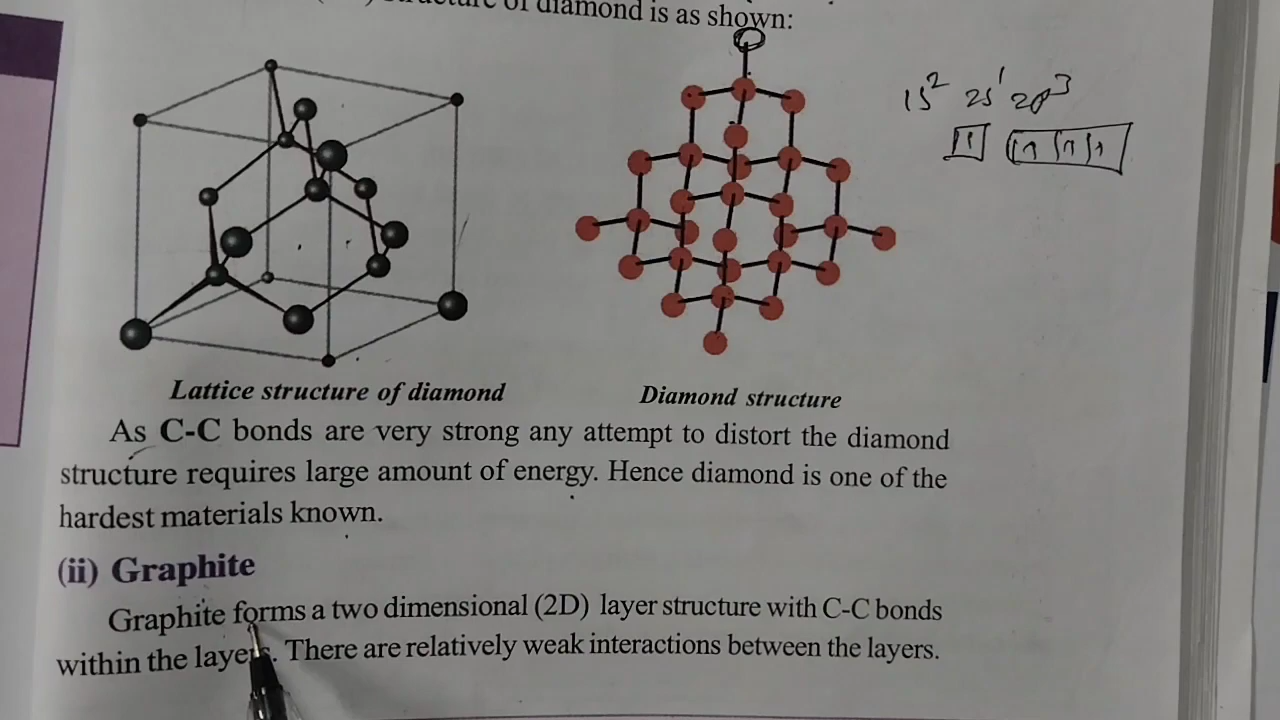 structure of diamond is as shown:
1s² 2s¹ 2p³
Lattice structure of diamond
Diamond structure
As C-C bonds are very strong any attempt to distort the diamond
structure requires large amount of energy. Hence diamond is one of the
hardest materials known.
(ii) Graphite
Graphite forms a two dimensional (2D) layer structure with C-C bonds
within the layers. There are relatively weak interactions between the layers.